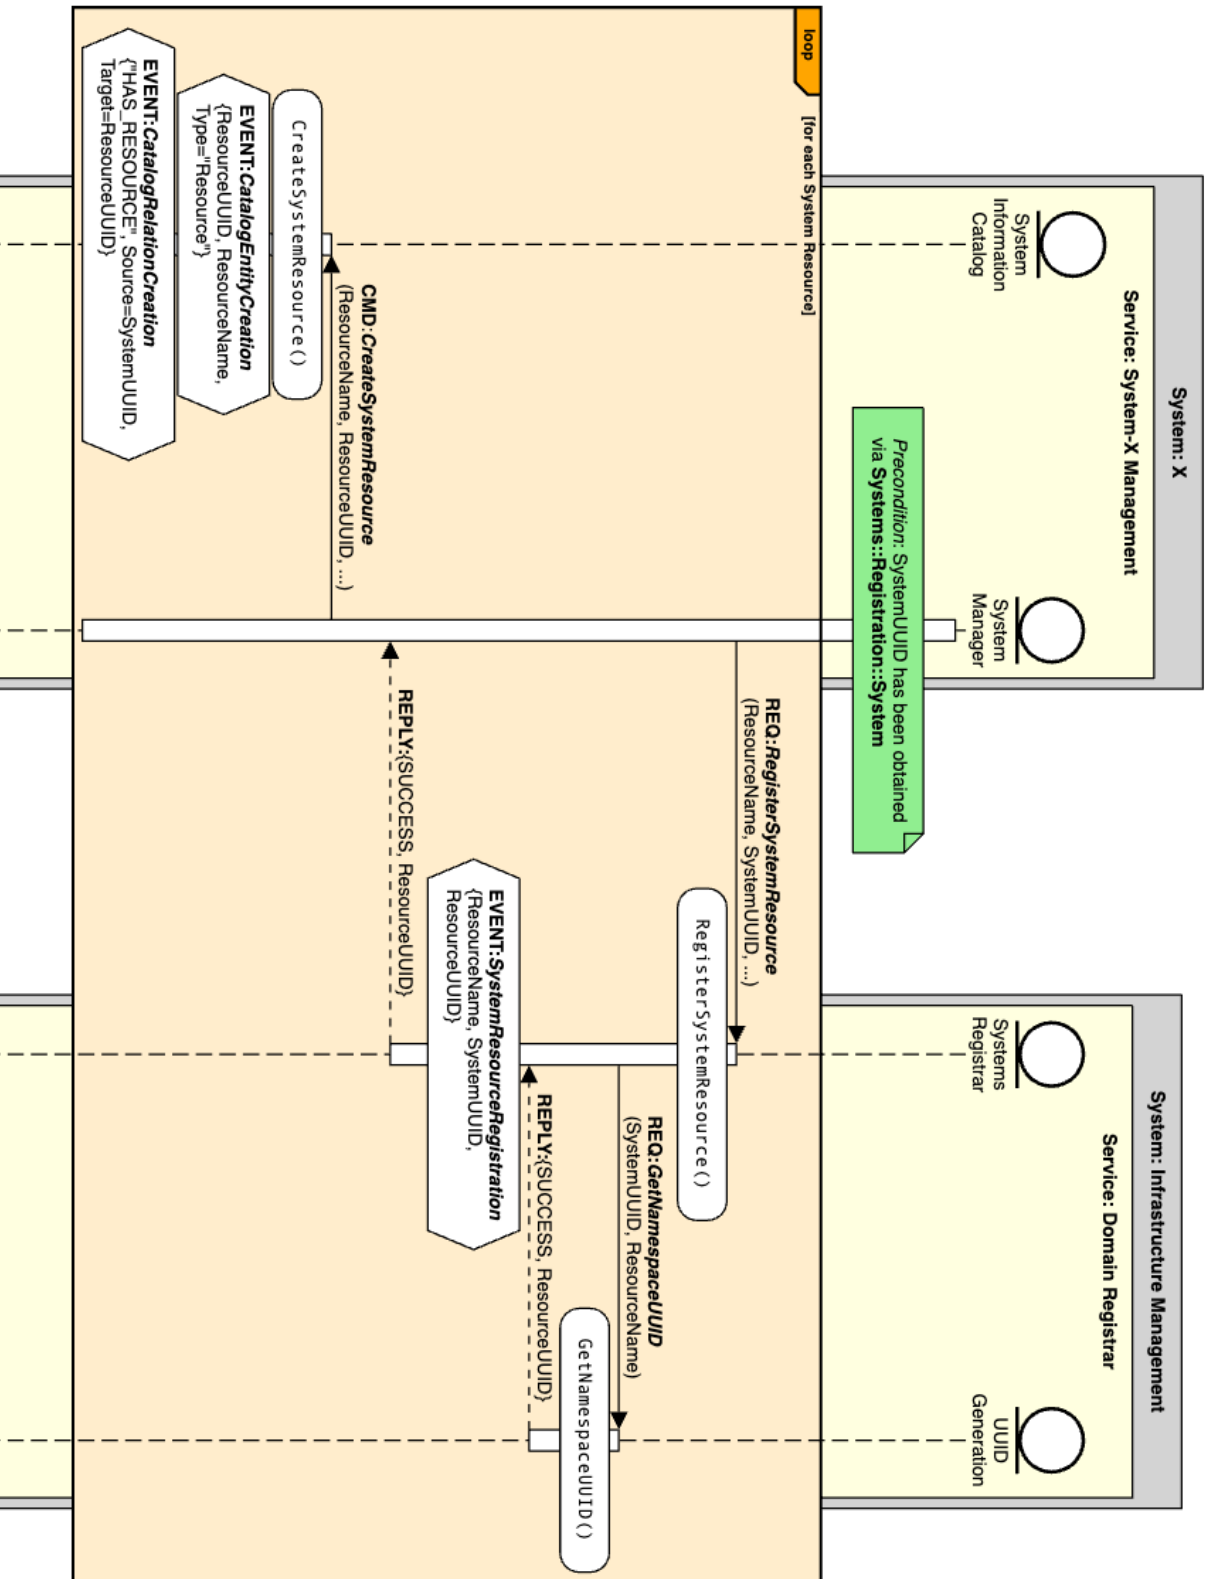 System: X
Service: System-X Management
System
Information
Catalog
System
Manager
System: Infrastructure Management
Service: Domain Registrar
Systems
Registrar
UUID
Generation
Precondition: SystemUUID has been obtained
via Systems::Registration::System
loop
[for each System Resource]
REQ:RegisterSystemResource
(ResourceName, SystemUUID, ...)
RegisterSystemResource()
REQ:GetNamespaceUUID
(SystemUUID, ResourceName)
GetNamespaceUUID()
REPLY:{SUCCESS, ResourceUUID}
EVENT:SystemResourceRegistration
{ResourceName, SystemUUID,
ResourceUUID}
REPLY:{SUCCESS, ResourceUUID}
CMD:CreateSystemResource
(ResourceName, ResourceUUID, ...)
CreateSystemResource()
EVENT:CatalogEntityCreation
{ResourceUUID, ResourceName,
Type="Resource"}
EVENT:CatalogRelationCreation
{"HAS_RESOURCE", Source=SystemUUID,
Target=ResourceUUID}